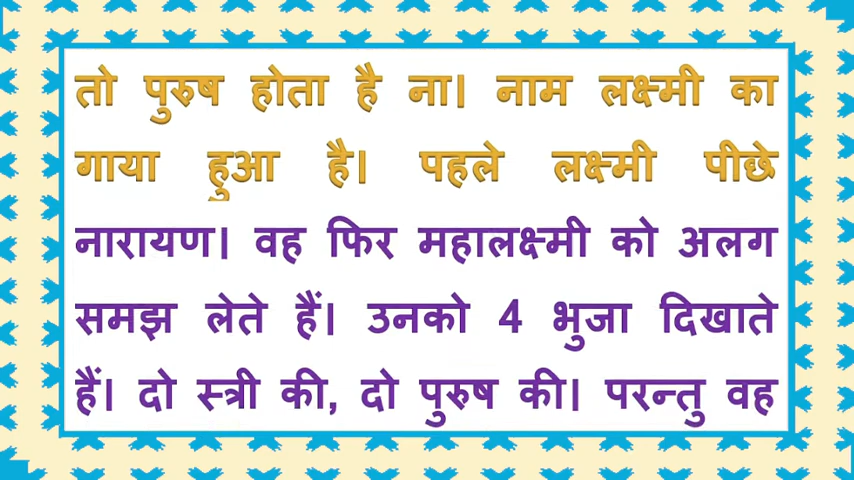 तो पुरुष होता है ना। नाम लक्ष्मी का
गाया हुआ है। पहले लक्ष्मी पीछे
नारायण। वह फिर महालक्ष्मी को अलग
समझ लेते हैं। उनको 4 भुजा दिखाते
हैं। दो स्त्री की, दो पुरुष की। परन्तु वह